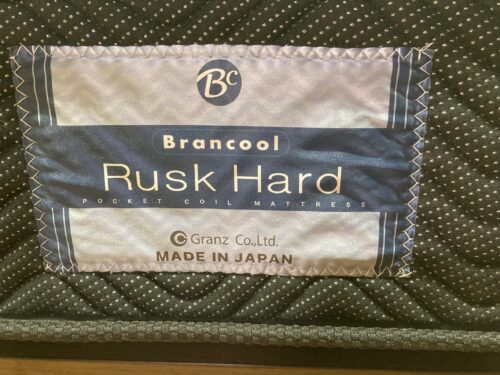 BC
Brancool
Rusk Hard
POCKET COIL MATTRESS
G Granz Co.,Ltd.
MADE IN JAPAN